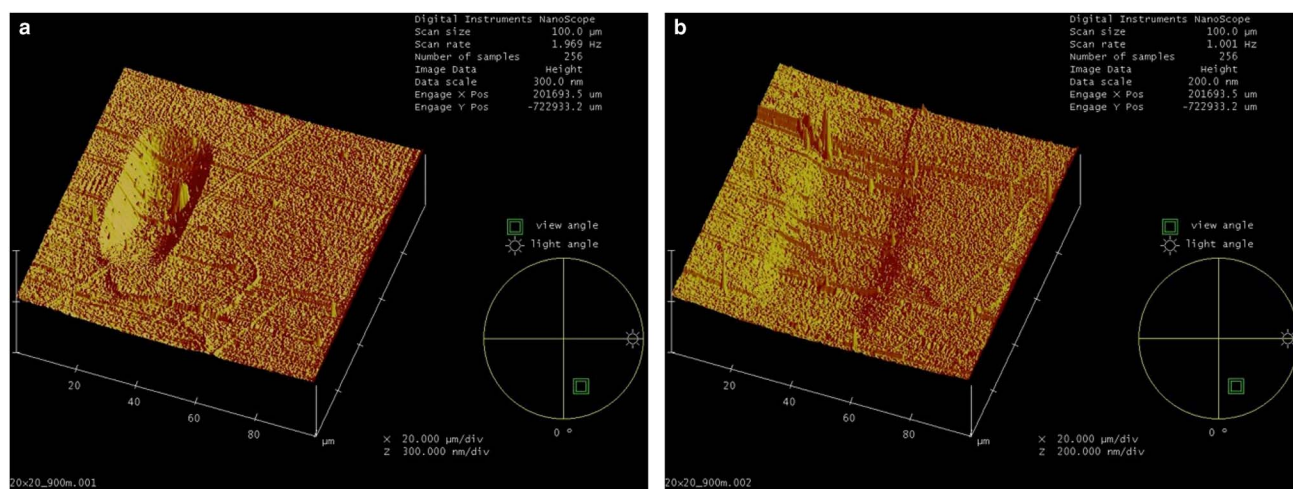 a
Digital Instruments NanoScope
Scan size 100.0 µm
Scan rate 1.969 Hz
Number of samples 256
Image Data Height
Data scale 300.0 nm
Engage X Pos 201693.5 um
Engage Y Pos -722933.2 um
view angle
light angle
20
40
60
80
µm
0 °
X 20.000 µm/div
Z 300.000 nm/div
20x20_900m.001
b
Digital Instruments NanoScope
Scan size 100.0 µm
Scan rate 1.001 Hz
Number of samples 256
Image Data Height
Data scale 200.0 nm
Engage X Pos 201693.5 um
Engage Y Pos -722933.2 um
view angle
light angle
20
40
60
80
µm
0 °
X 20.000 µm/div
Z 200.000 nm/div
20x20_900m.002